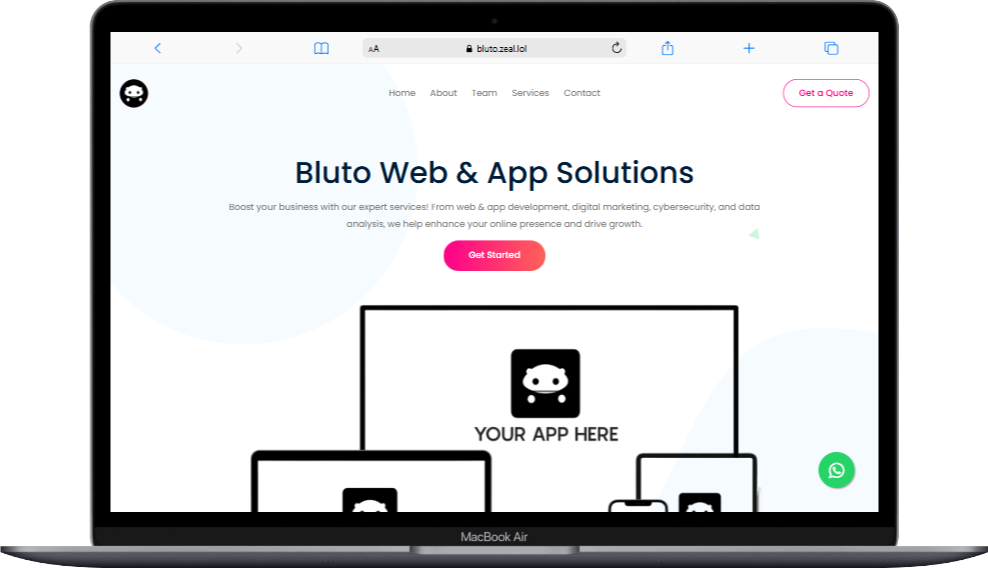 AA bluto.zeal.lol
Home About Team Services Contact Get a Quote
Bluto Web & App Solutions
Boost your business with our expert services! From web & app development, digital marketing, cybersecurity, and data
analysis, we help enhance your online presence and drive growth.
Get Started
YOUR APP HERE
MacBook Air